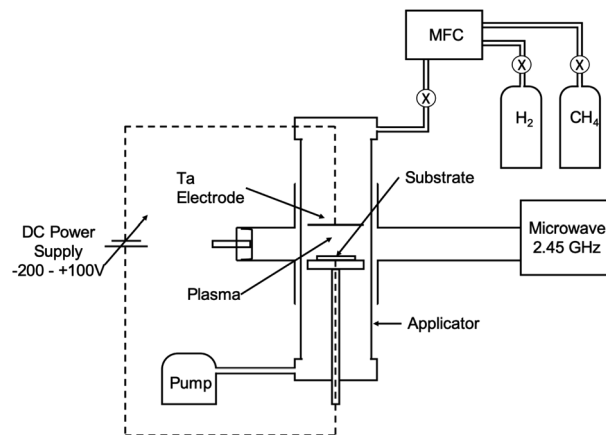 MFC
X
X
X
H2
CH4
Ta
Electrode
Substrate
DC Power
Supply
-200 - +100V
Microwave
2.45 GHz
Plasma
Applicator
Pump